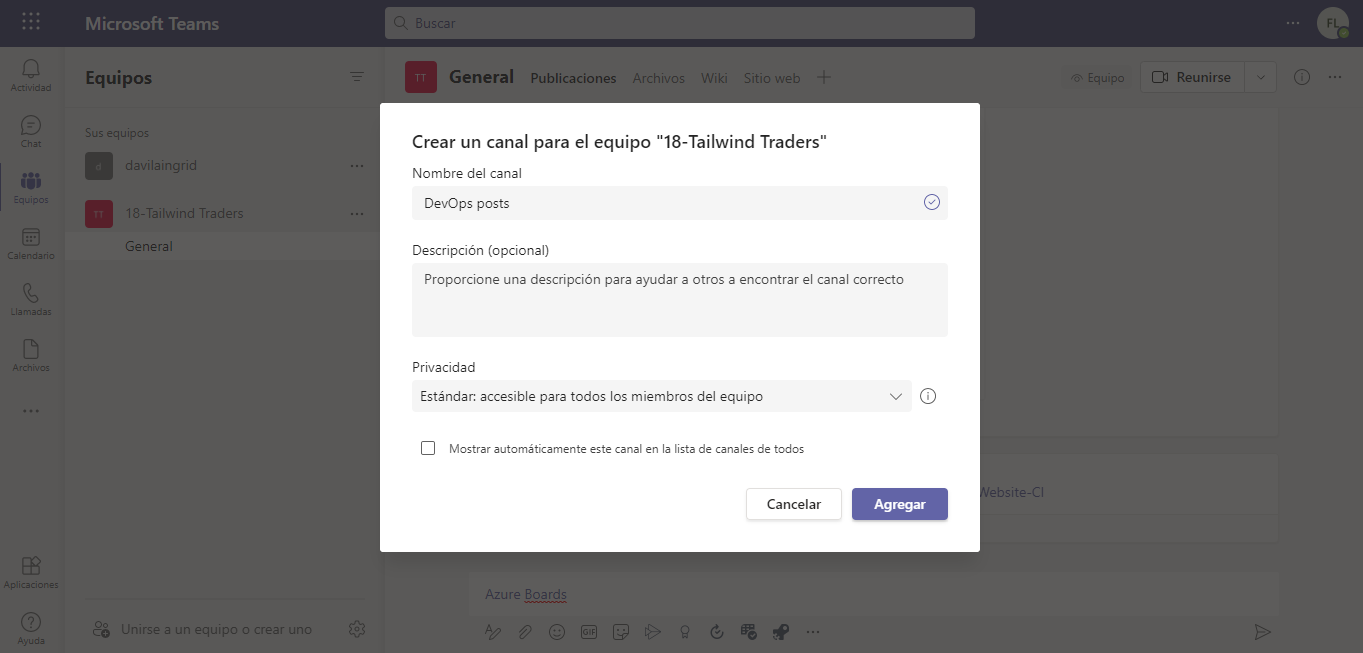 Microsoft Teams
Buscar
FL
Actividad
Chat
Equipos
Calendario
Llamadas
Archivos
Aplicaciones
Ayuda
Equipos
Sus equipos
d davilaingrid
TT 18-Tailwind Traders
General
Unirse a un equipo o crear uno
TT General Publicaciones Archivos Wiki Sitio web
Equipo Reunirse
Crear un canal para el equipo "18-Tailwind Traders"
Nombre del canal
DevOps posts
Descripción (opcional)
Proporcione una descripción para ayudar a otros a encontrar el canal correcto
Privacidad
Estándar: accesible para todos los miembros del equipo
Mostrar automáticamente este canal en la lista de canales de todos
Cancelar Agregar
Website-CI
Azure Boards
GIF